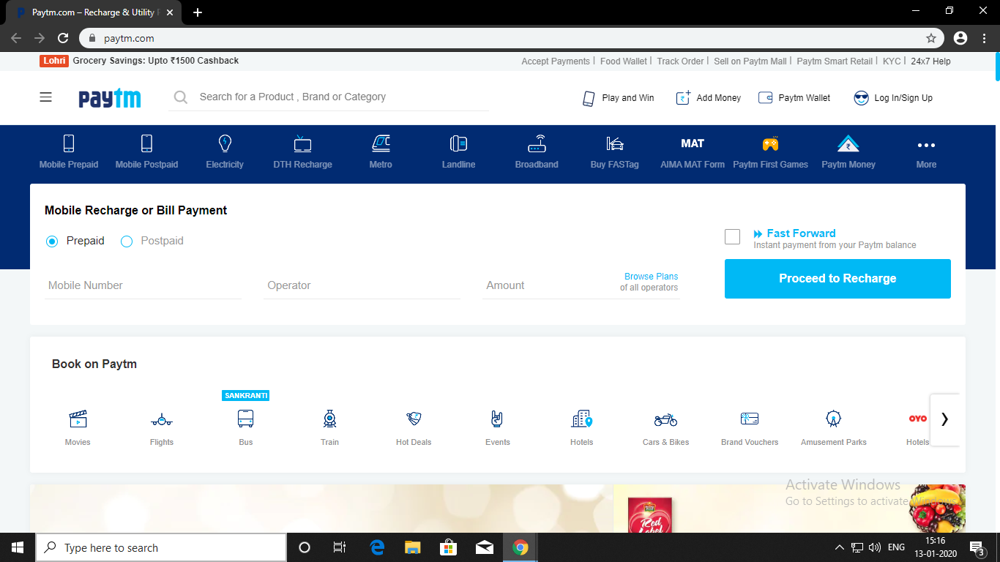 Paytm.com – Recharge & Utility
paytm.com
Lohri Grocery Savings: Upto ₹1500 Cashback
Accept Payments | Food Wallet | Track Order | Sell on Paytm Mall | Paytm Smart Retail | KYC | 24x7 Help
paytm
Search for a Product , Brand or Category
Play and Win
Add Money
Paytm Wallet
Log In/Sign Up
MAT
Mobile Prepaid
Mobile Postpaid
Electricity
DTH Recharge
Metro
Landline
Broadband
Buy FASTag
AIMA MAT Form
Paytm First Games
Paytm Money
More
Mobile Recharge or Bill Payment
Prepaid
Postpaid
Fast Forward
Instant payment from your Paytm balance
Mobile Number
Operator
Amount
Browse Plans
of all operators
Proceed to Recharge
Book on Paytm
SANKRANTI
OYO
Movies
Flights
Bus
Train
Hot Deals
Events
Hotels
Cars & Bikes
Brand Vouchers
Amusement Parks
Hotels
Activate Windows
Go to Settings to activate Windows.
Red
Label
Type here to search
ENG
15:16
13-01-2020
3